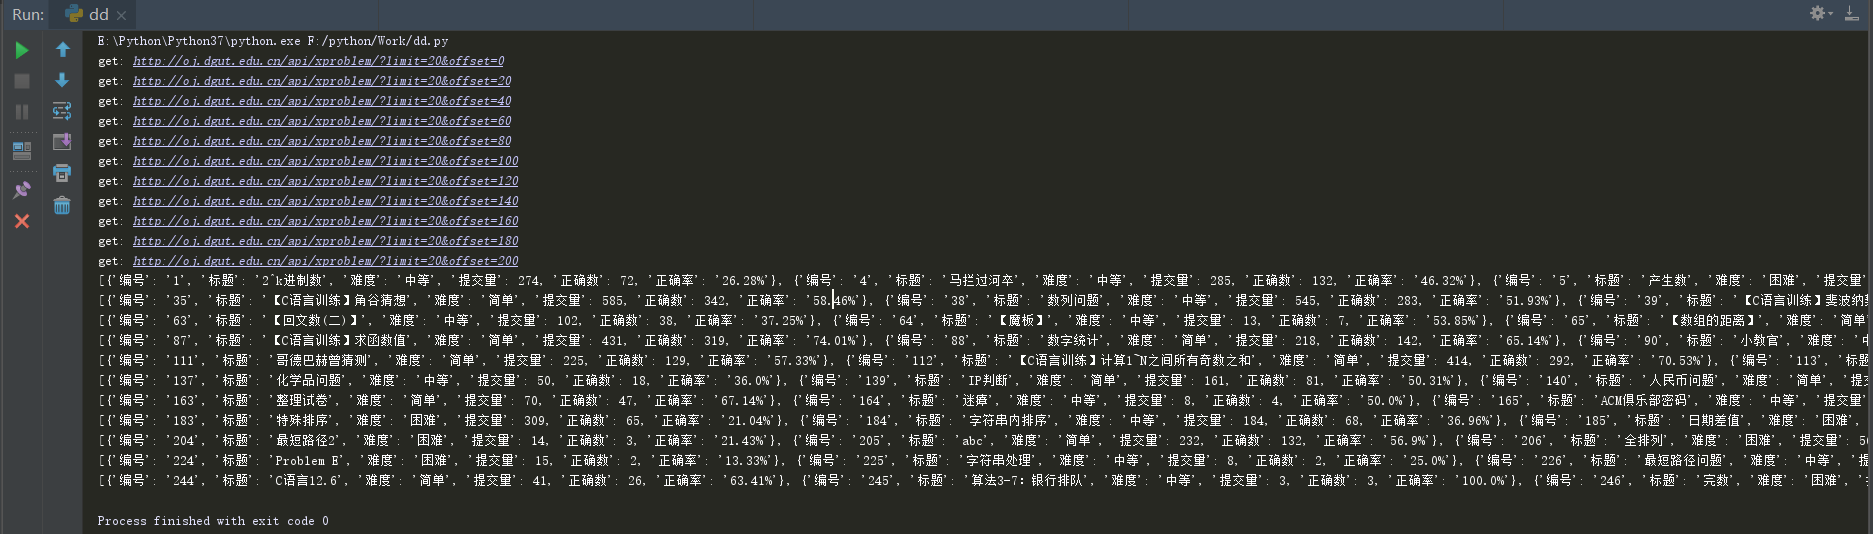 Run: dd
E:\Python\Python37\python.exe F:/python/Work/dd.py
get: http://oj.dgut.edu.cn/api/xproblem/?limit=20&offset=0
get: http://oj.dgut.edu.cn/api/xproblem/?limit=20&offset=20
get: http://oj.dgut.edu.cn/api/xproblem/?limit=20&offset=40
get: http://oj.dgut.edu.cn/api/xproblem/?limit=20&offset=60
get: http://oj.dgut.edu.cn/api/xproblem/?limit=20&offset=80
get: http://oj.dgut.edu.cn/api/xproblem/?limit=20&offset=100
get: http://oj.dgut.edu.cn/api/xproblem/?limit=20&offset=120
get: http://oj.dgut.edu.cn/api/xproblem/?limit=20&offset=140
get: http://oj.dgut.edu.cn/api/xproblem/?limit=20&offset=160
get: http://oj.dgut.edu.cn/api/xproblem/?limit=20&offset=180
get: http://oj.dgut.edu.cn/api/xproblem/?limit=20&offset=200
[{'编号': '1', '标题': '2^k进制数', '难度': '中等', '提交量': 274, '正确数': 72, '正确率': '26.28%'}, {'编号': '4', '标题': '马拦过河卒', '难度': '中等', '提交量': 285, '正确数': 132, '正确率': '46.32%'}, {'编号': '5', '标题': '产生数', '难度': '困难', '提交量'
[{'编号': '35', '标题': '【C语言训练】角谷猜想', '难度': '简单', '提交量': 585, '正确数': 342, '正确率': '58.46%'}, {'编号': '38', '标题': '数列问题', '难度': '中等', '提交量': 545, '正确数': 283, '正确率': '51.93%'}, {'编号': '39', '标题': '【C语言训练】斐波纳
[{'编号': '63', '标题': '【回文数(二)】', '难度': '中等', '提交量': 102, '正确数': 38, '正确率': '37.25%'}, {'编号': '64', '标题': '【魔板】', '难度': '中等', '提交量': 13, '正确数': 7, '正确率': '53.85%'}, {'编号': '65', '标题': '【数组的距离】', '难度': '简单
[{'编号': '87', '标题': '【C语言训练】求函数值', '难度': '简单', '提交量': 431, '正确数': 319, '正确率': '74.01%'}, {'编号': '88', '标题': '数字统计', '难度': '简单', '提交量': 218, '正确数': 142, '正确率': '65.14%'}, {'编号': '90', '标题': '小教官', '难度': '中
[{'编号': '111', '标题': '哥德巴赫曾猜测', '难度': '简单', '提交量': 225, '正确数': 129, '正确率': '57.33%'}, {'编号': '112', '标题': '【C语言训练】计算1~N之间所有奇数之和', '难度': '简单', '提交量': 414, '正确数': 292, '正确率': '70.53%'}, {'编号': '113', '标题
[{'编号': '137', '标题': '化学品问题', '难度': '中等', '提交量': 50, '正确数': 18, '正确率': '36.0%'}, {'编号': '139', '标题': 'IP判断', '难度': '简单', '提交量': 161, '正确数': 81, '正确率': '50.31%'}, {'编号': '140', '标题': '人民币问题', '难度': '简单', '提
[{'编号': '163', '标题': '整理试卷', '难度': '简单', '提交量': 70, '正确数': 47, '正确率': '67.14%'}, {'编号': '164', '标题': '迷瘴', '难度': '中等', '提交量': 8, '正确数': 4, '正确率': '50.0%'}, {'编号': '165', '标题': 'ACM俱乐部密码', '难度': '中等', '提交量'
[{'编号': '183', '标题': '特殊排序', '难度': '困难', '提交量': 309, '正确数': 65, '正确率': '21.04%'}, {'编号': '184', '标题': '字符串内排序', '难度': '中等', '提交量': 184, '正确数': 68, '正确率': '36.96%'}, {'编号': '185', '标题': '日期差值', '难度': '困难',
[{'编号': '204', '标题': '最短路径2', '难度': '困难', '提交量': 14, '正确数': 3, '正确率': '21.43%'}, {'编号': '205', '标题': 'abc', '难度': '简单', '提交量': 232, '正确数': 132, '正确率': '56.9%'}, {'编号': '206', '标题': '全排列', '难度': '困难', '提交量':
[{'编号': '224', '标题': 'Problem E', '难度': '困难', '提交量': 15, '正确数': 2, '正确率': '13.33%'}, {'编号': '225', '标题': '字符串处理', '难度': '中等', '提交量': 8, '正确数': 2, '正确率': '25.0%'}, {'编号': '226', '标题': '最短路径问题', '难度': '中等', '提
[{'编号': '244', '标题': 'C语言12.6', '难度': '简单', '提交量': 41, '正确数': 26, '正确率': '63.41%'}, {'编号': '245', '标题': '算法3-7：银行排队', '难度': '中等', '提交量': 3, '正确数': 3, '正确率': '100.0%'}, {'编号': '246', '标题': '完数', '难度': '困难',
Process finished with exit code 0